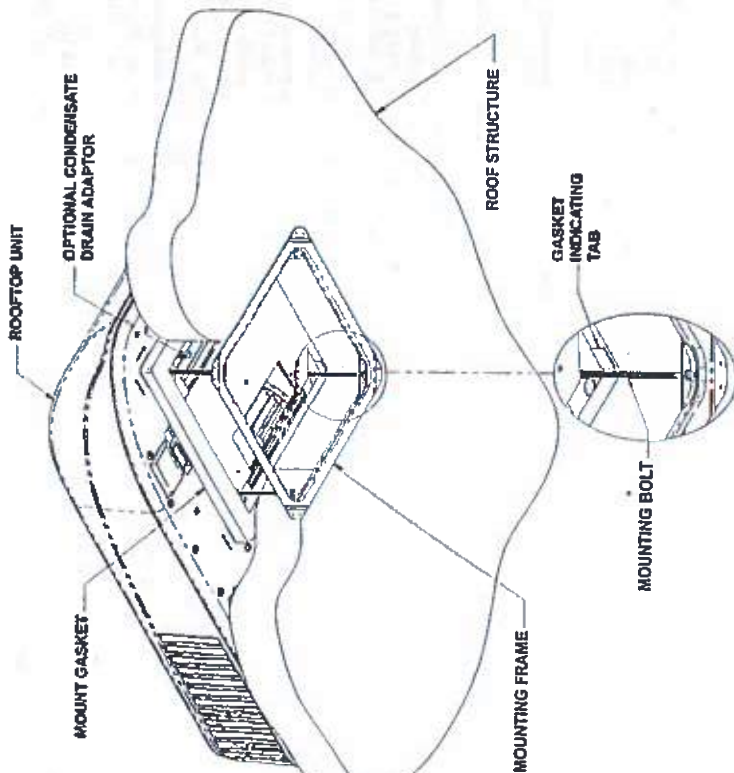 ROOFTOP UNIT
OPTIONAL CONDENSATE
DRAIN ADAPTOR
MOUNT GASKET
ROOF STRUCTURE
GASKET
INDICATING
TAB
MOUNTING BOLT
MOUNTING FRAME